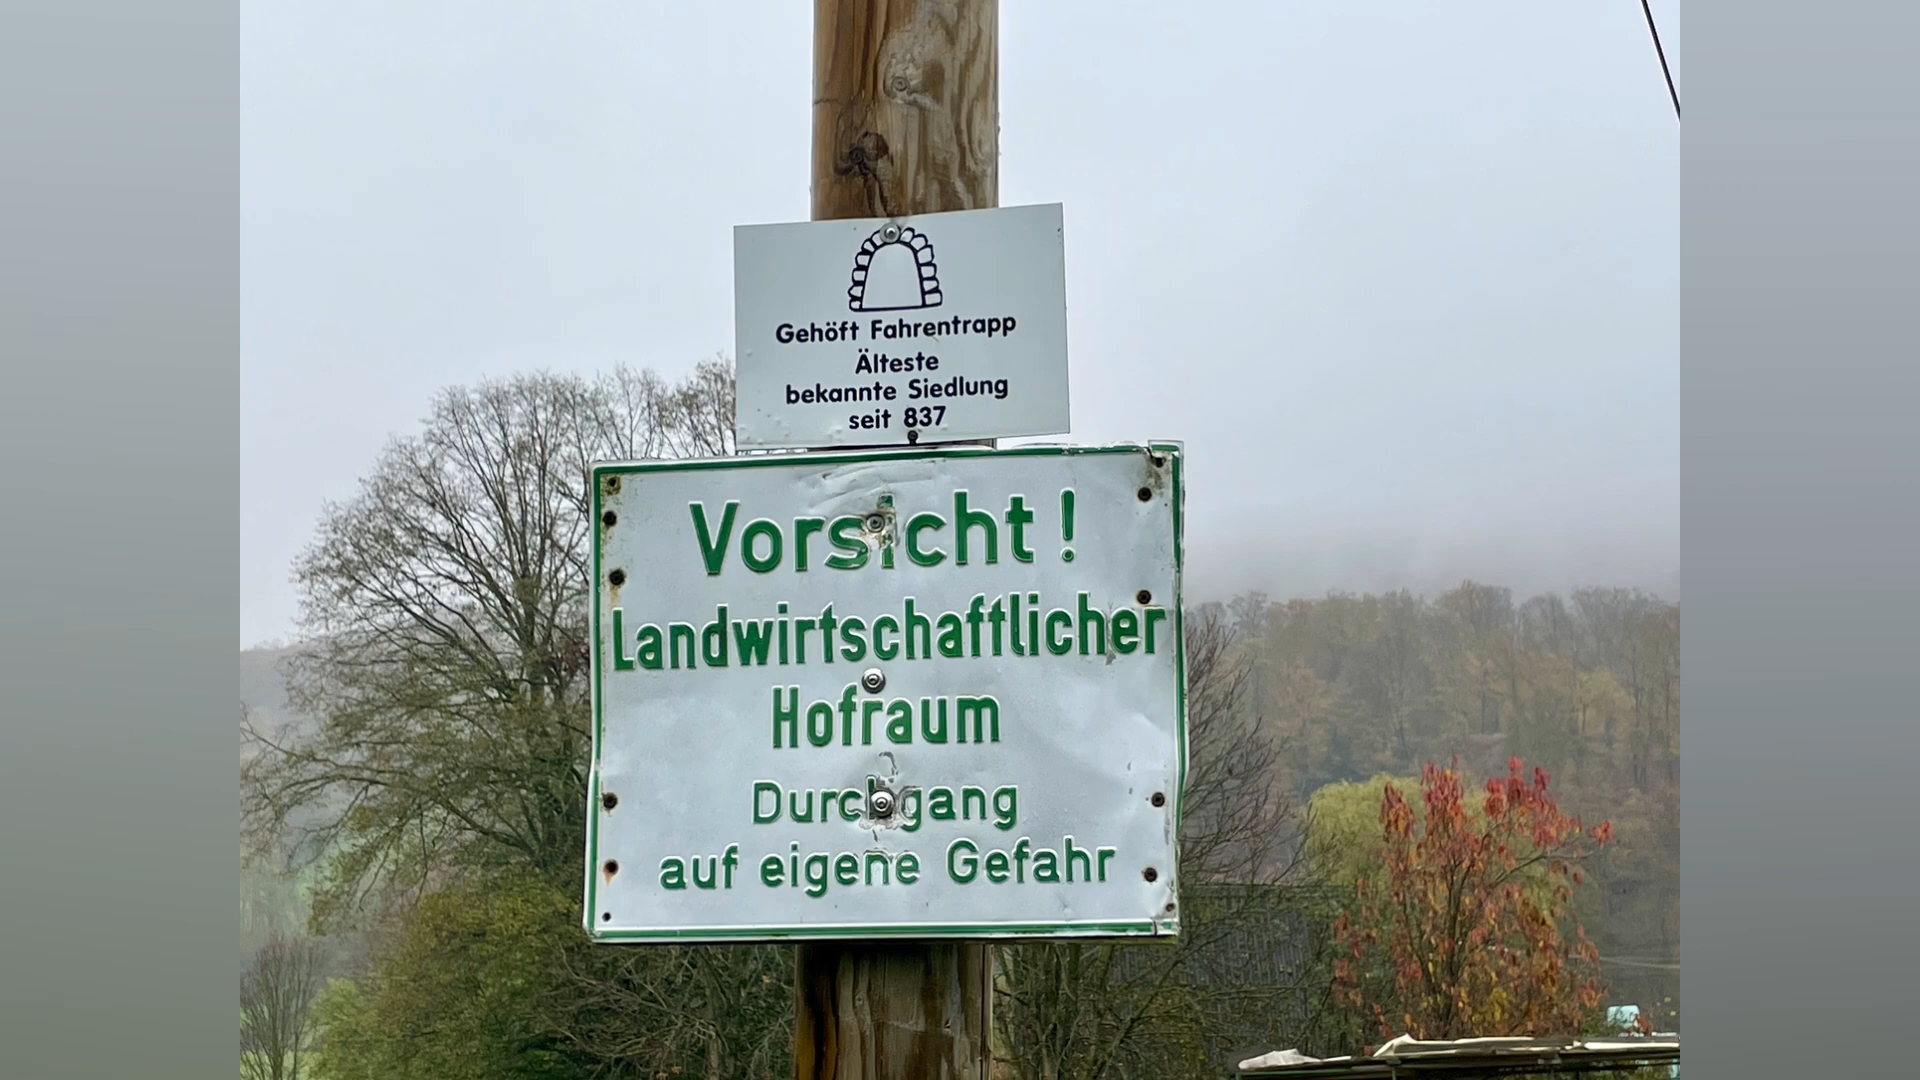 Gehöft Fahrentrapp
Älteste
bekannte Siedlung
seit 837
Vorsicht!
Landwirtschaftlicher
Hofraum
Durchgang
auf eigene Gefahr